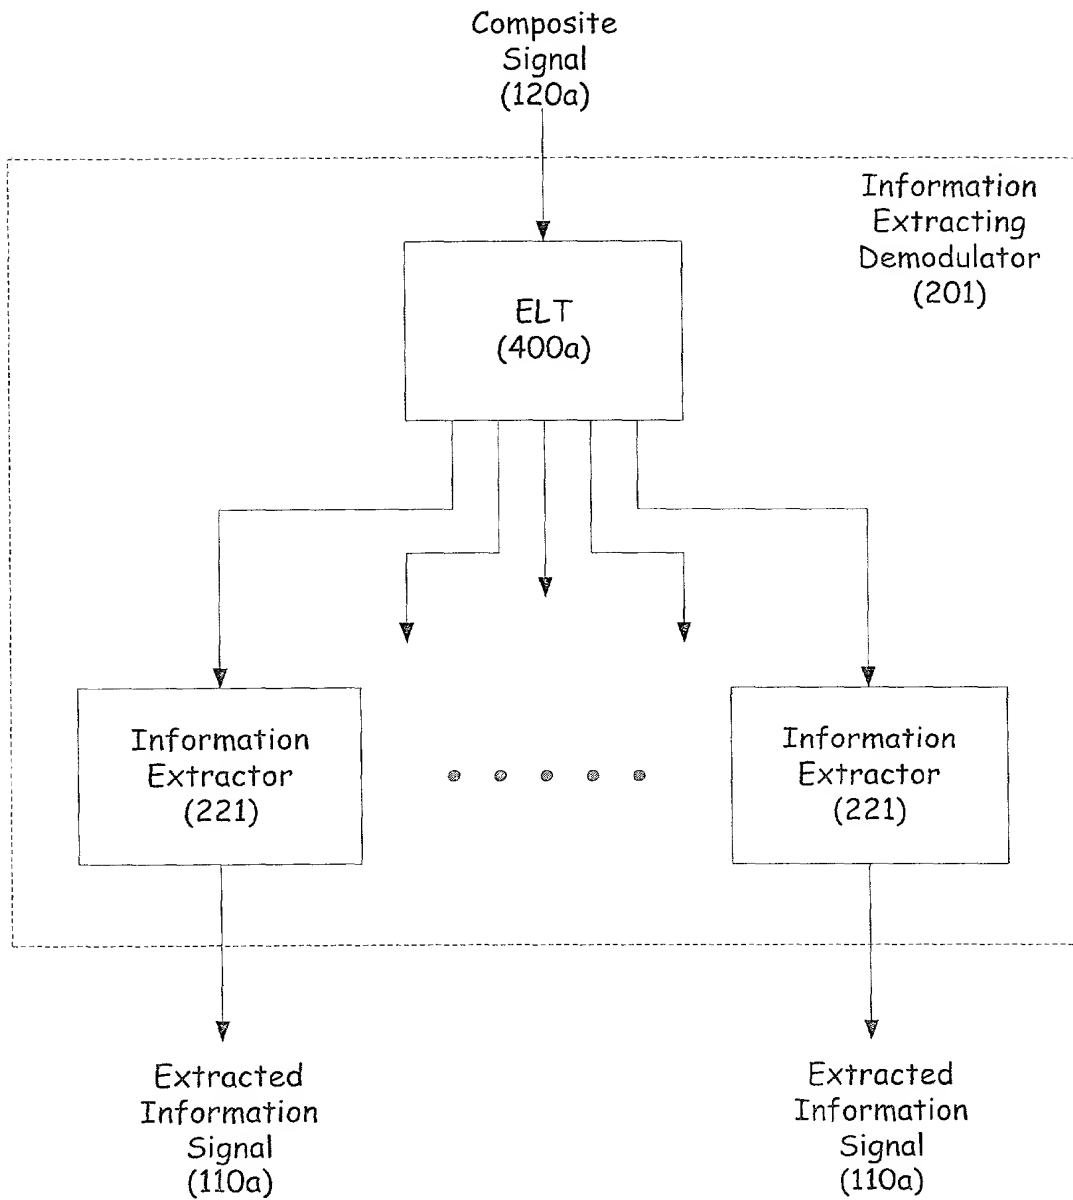 Composite
Signal
(120a)
Information
Extracting
Demodulator
(201)
ELT
(400a)
Information
Extractor
(221)
Information
Extractor
(221)
Extracted
Information
Signal
(110a)
Extracted
Information
Signal
(110a)